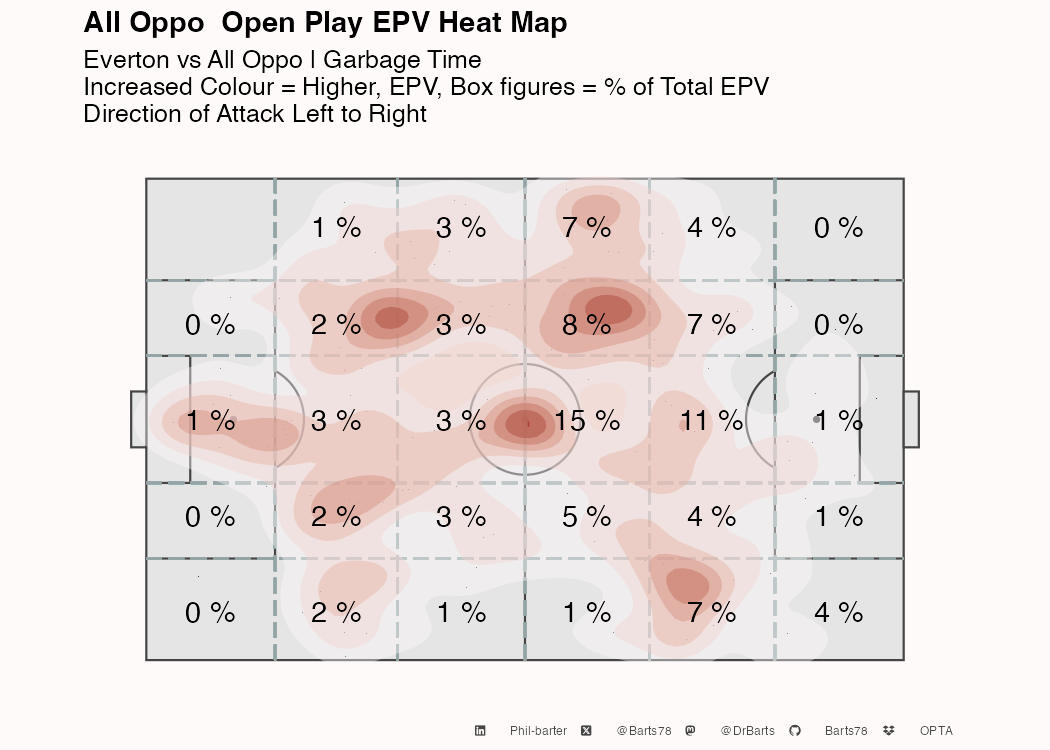 All Oppo  Open Play EPV Heat Map
Everton vs All Oppo | Garbage Time
Increased Colour = Higher, EPV, Box figures = % of Total EPV
Direction of Attack Left to Right
1 % 3 % 7 % 4 % 0 %
0 % 2 % 3 % 8 % 7 % 0 %
1 % 3 % 3 % 15 % 11 % 1 %
0 % 2 % 3 % 5 % 4 % 1 %
0 % 2 % 1 % 1 % 7 % 4 %
Phil-barter @Barts78 @DrBarts Barts78 OPTA